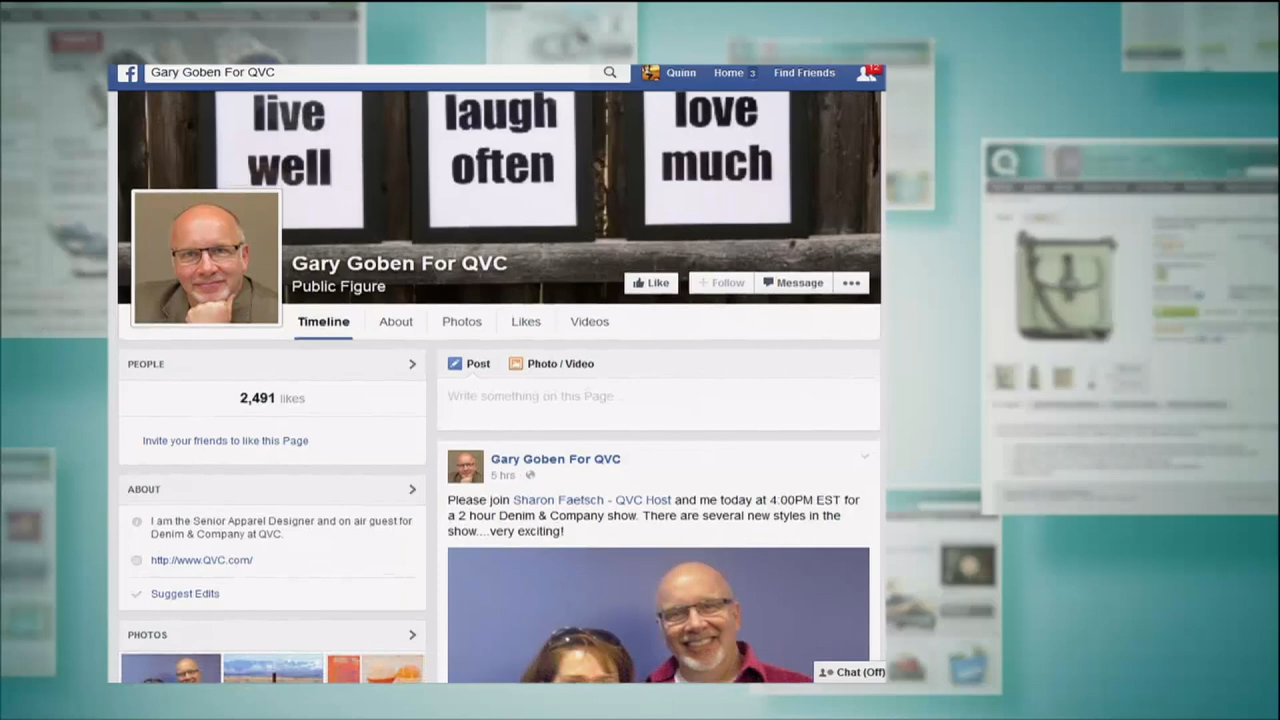 Gary Goben For QVC
Quinn
Home 3
Find Friends
12
live well
laugh often
love much
Gary Goben For QVC
Public Figure
Like
+ Follow
Message
Timeline
About
Photos
Likes
Videos
PEOPLE
2,491 likes
Invite your friends to like this Page
ABOUT
I am the Senior Apparel Designer and on air guest for
Denim & Company at QVC.
http://www.QVC.com/
Suggest Edits
PHOTOS
Post
Photo / Video
Write something on this Page...
Gary Goben For QVC
5 hrs
Please join Sharon Faetsch - QVC Host and me today at 4:00PM EST for
a 2 hour Denim & Company show. There are several new styles in the
show....very exciting!
Chat (Off)